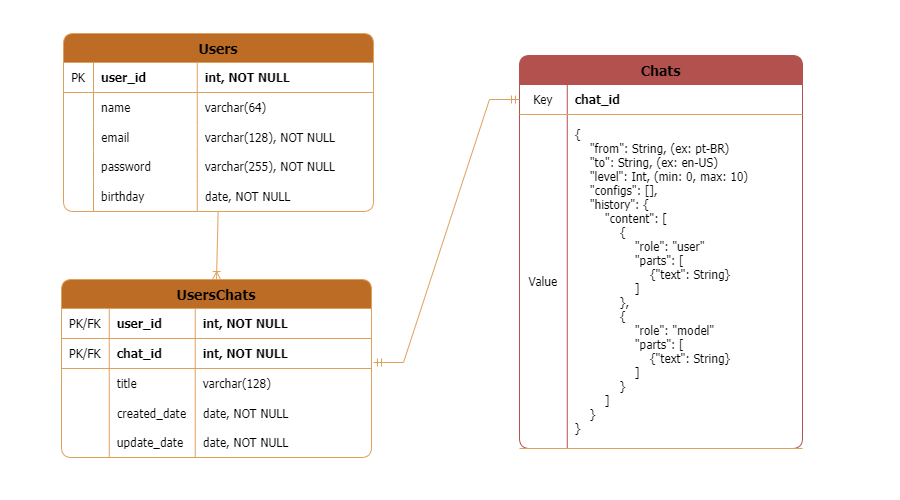 Users
PK user_id int, NOT NULL
name varchar(64)
email varchar(128), NOT NULL
password varchar(255), NOT NULL
birthday date, NOT NULL
UsersChats
PK/FK user_id int, NOT NULL
PK/FK chat_id int, NOT NULL
title varchar(128)
created_date date, NOT NULL
update_date date, NOT NULL
Chats
Key chat_id
Value
{
"from": String, (ex: pt-BR)
"to": String, (ex: en-US)
"level": Int, (min: 0, max: 10)
"configs": [],
"history": {
"content": [
{
"role": "user"
"parts": [
{"text": String}
]
},
{
"role": "model"
"parts": [
{"text": String}
]
}
]
}
}